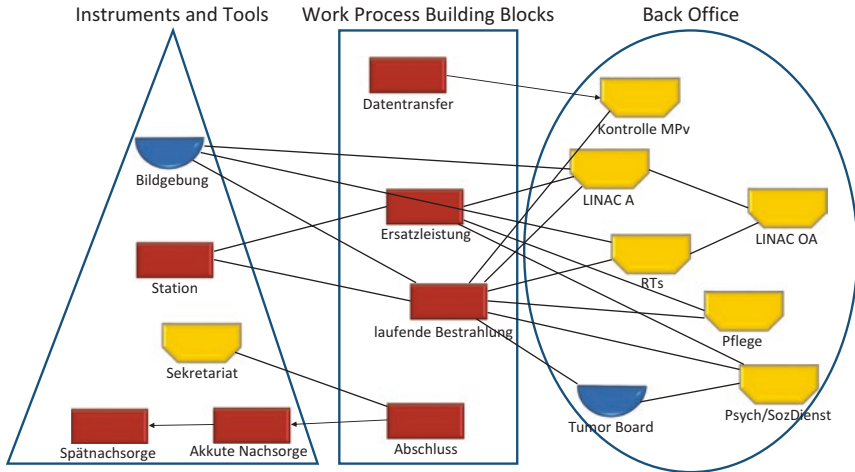 Instruments and Tools
Work Process Building Blocks
Back Office
Datentransfer
Kontrolle MPv
Bildgebung
LINAC A
Ersatzleistung
LINAC OA
Station
RTs
laufende Bestrahlung
Pflege
Sekretariat
Tumor Board
Psych/SozDienst
Spätnachsorge
Akkute Nachsorge
Abschluss